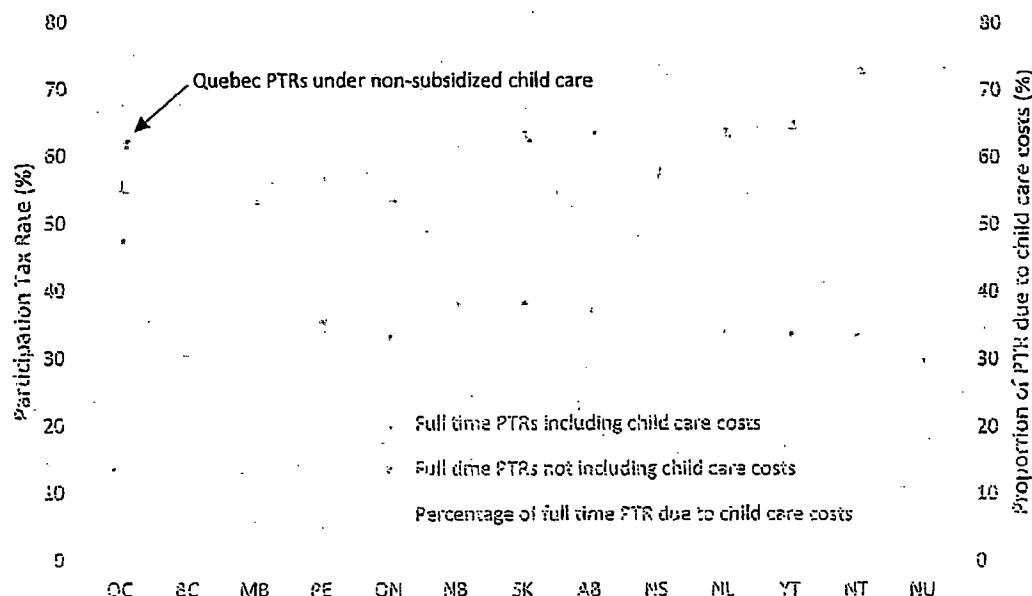 80 80
Quebec PTRs under non-subsidized child care
70 70
60 60
50 50
40 40
30 30
20 20
10 10
0 0
Participation Tax Rate (%)
Proportion of PTR due to child care costs (%)
Full time PTRs including child care costs
Full time PTRs not including child care costs
Percentage of full time PTR due to child care costs
QC BC MB PE ON NB SK AB NS NL YT NT NU